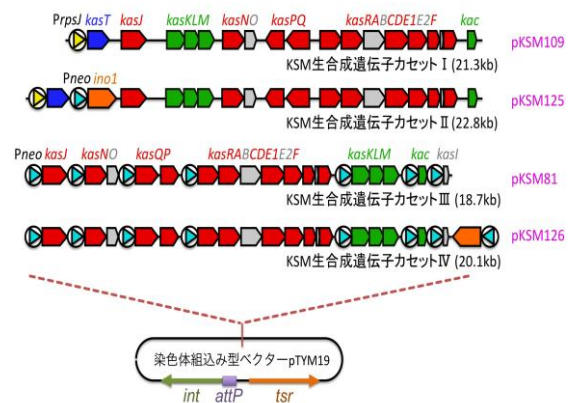 PrpsJ kasT kasJ kasKLM kasNO kasPQ kasRABCDE1E2F kac
pKSM109
KSM生合成遺伝子カセットⅠ(21.3kb)
Pneo ino1
pKSM125
KSM生合成遺伝子カセットⅡ(22.8kb)
Pneo kasJ kasNO kasQP kasRABCDE1E2F kasKLM kac kasI
pKSM81
KSM生合成遺伝子カセットⅢ(18.7kb)
pKSM126
KSM生合成遺伝子カセットⅣ(20.1kb)
染色体組込み型ベクターpTYM19
int attP tsr